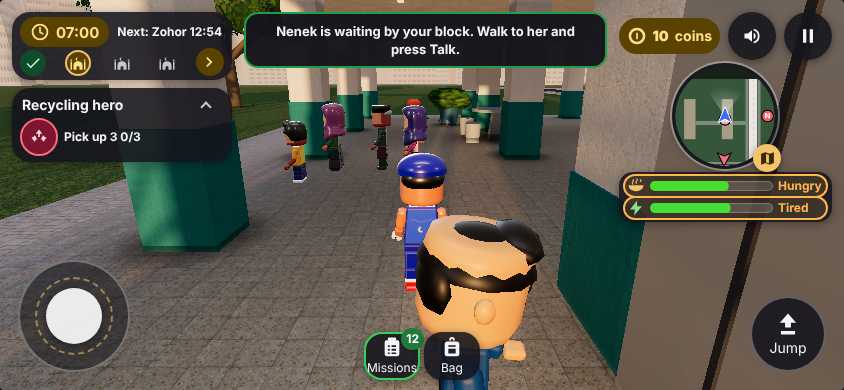 07:00
Next: Zohor 12:54
Nenek is waiting by your block. Walk to her and
press Talk.
10 coins
Recycling hero
Pick up 3 0/3
N
Hungry
Tired
12
Missions
Bag
Jump